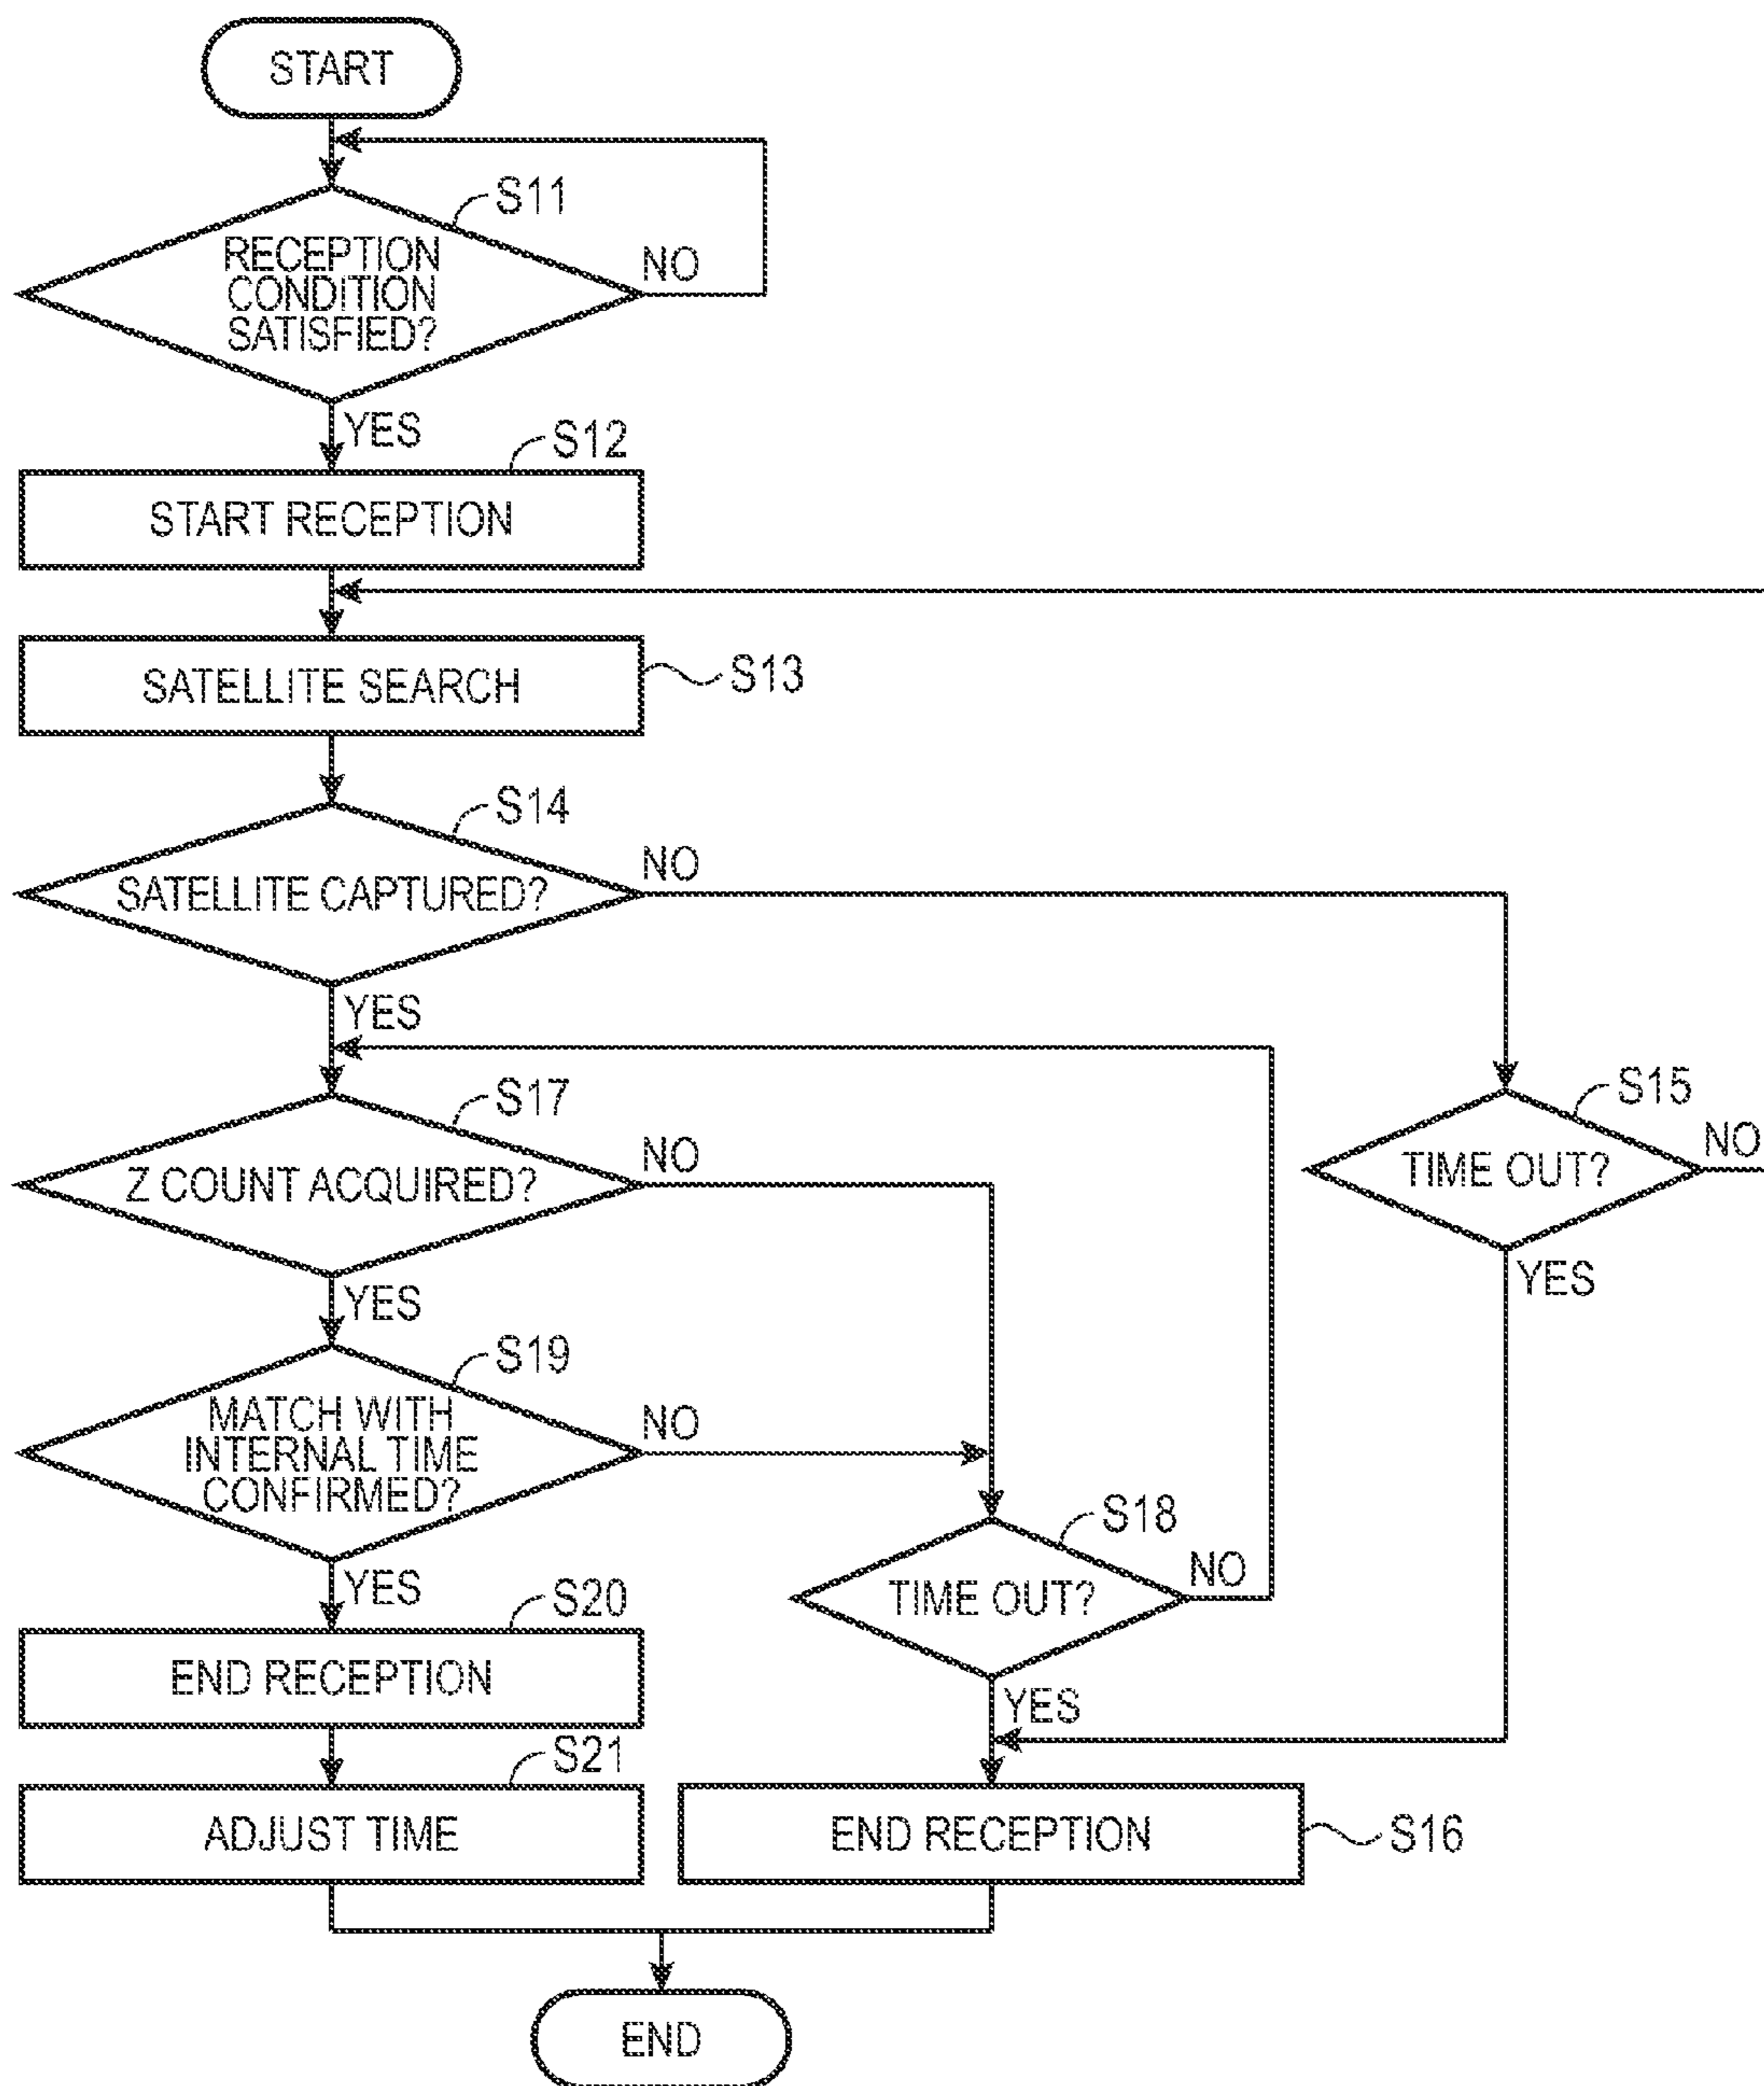 START
S11
RECEPTION
CONDITION
SATISFIED?
NO
YES
S12
START RECEPTION
SATELLITE SEARCH
S13
S14
SATELLITE CAPTURED?
NO
YES
S17
Z COUNT ACQUIRED?
NO
S15
TIME OUT?
NO
YES
YES
S19
MATCH WITH
INTERNAL TIME
CONFIRMED?
NO
S18
TIME OUT?
NO
YES
YES
S20
END RECEPTION
S21
ADJUST TIME
END RECEPTION
S16
END